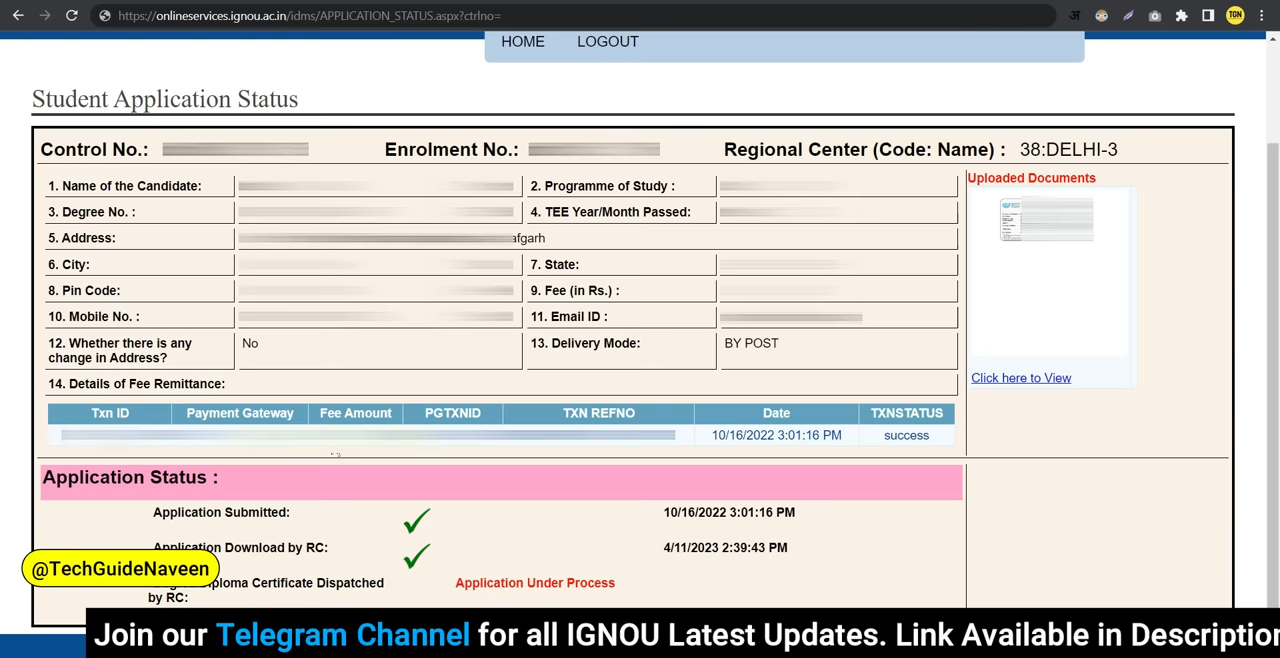 https://onlineservices.ignou.ac.in/idms/APPLICATION_STATUS.aspx?ctrlno=
अ
TGN
HOME LOGOUT
Student Application Status
Control No.: Enrolment No.: Regional Center (Code: Name) : 38:DELHI-3
Uploaded Documents
1. Name of the Candidate: 2. Programme of Study :
3. Degree No. : 4. TEE Year/Month Passed:
5. Address: afgarh
6. City: 7. State:
8. Pin Code: 9. Fee (in Rs.) :
10. Mobile No. : 11. Email ID :
12. Whether there is any
change in Address?
No
13. Delivery Mode: BY POST
Click here to View
14. Details of Fee Remittance:
Txn ID Payment Gateway Fee Amount PGTXNID TXN REFNO Date TXNSTATUS
10/16/2022 3:01:16 PM success
Application Status :
Application Submitted: 10/16/2022 3:01:16 PM
Application Download by RC: 4/11/2023 2:39:43 PM
@TechGuideNaveen
Diploma Certificate Dispatched
by RC:
Application Under Process
Join our Telegram Channel for all IGNOU Latest Updates. Link Available in Description